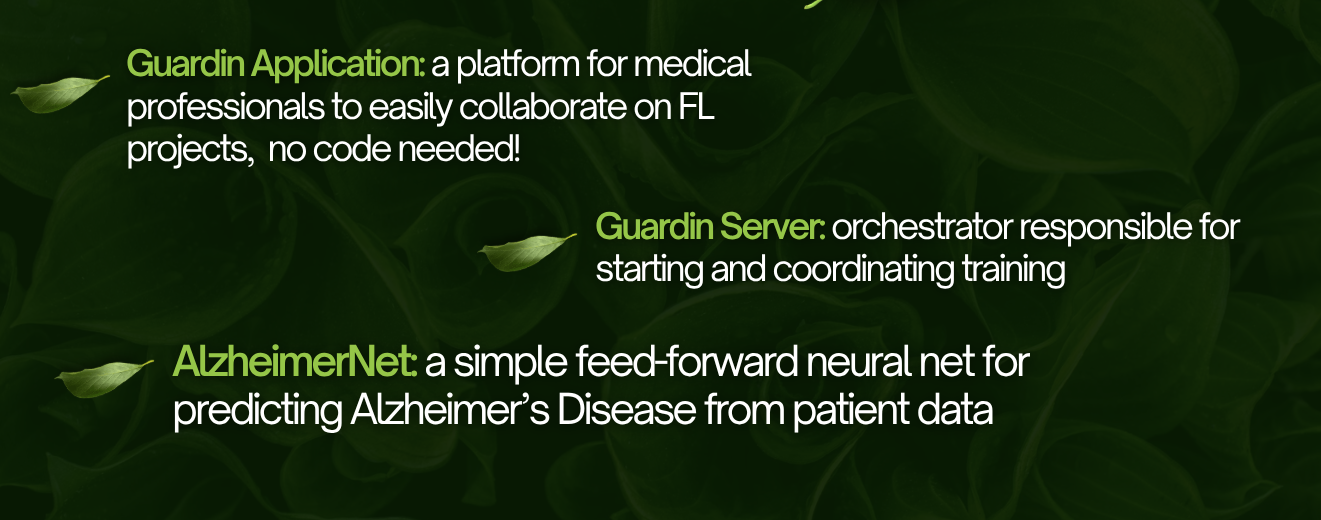 Guardin Application: a platform for medical
professionals to easily collaborate on FL
projects,  no code needed!
Guardin Server: orchestrator responsible for
starting and coordinating training
AlzheimerNet: a simple feed-forward neural net for
predicting Alzheimer’s Disease from patient data